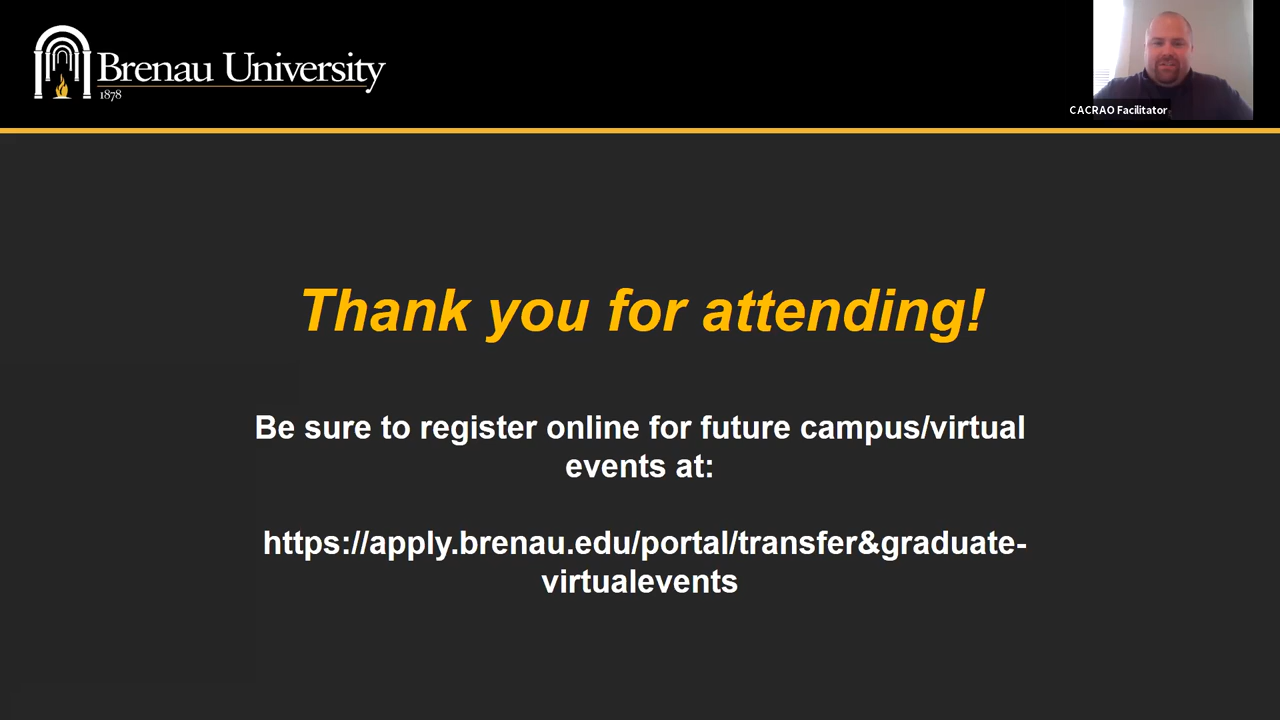 Brenau University
1878
CACRAO Facilitator
Thank you for attending!
Be sure to register online for future campus/virtual
events at:
https://apply.brenau.edu/portal/transfer&graduate-
virtualevents